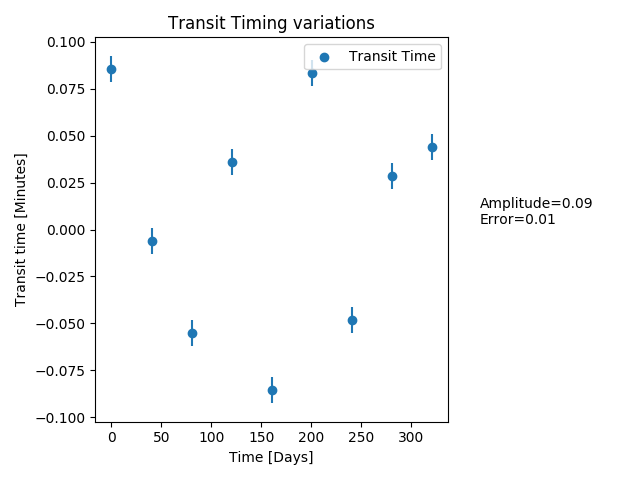 Transit Timing variations
Transit Time
Transit time [Minutes]
0.100
0.075
0.050
0.025
0.000
−0.025
−0.050
−0.075
−0.100
0 50 100 150 200 250 300
Time [Days]
Amplitude=0.09
Error=0.01